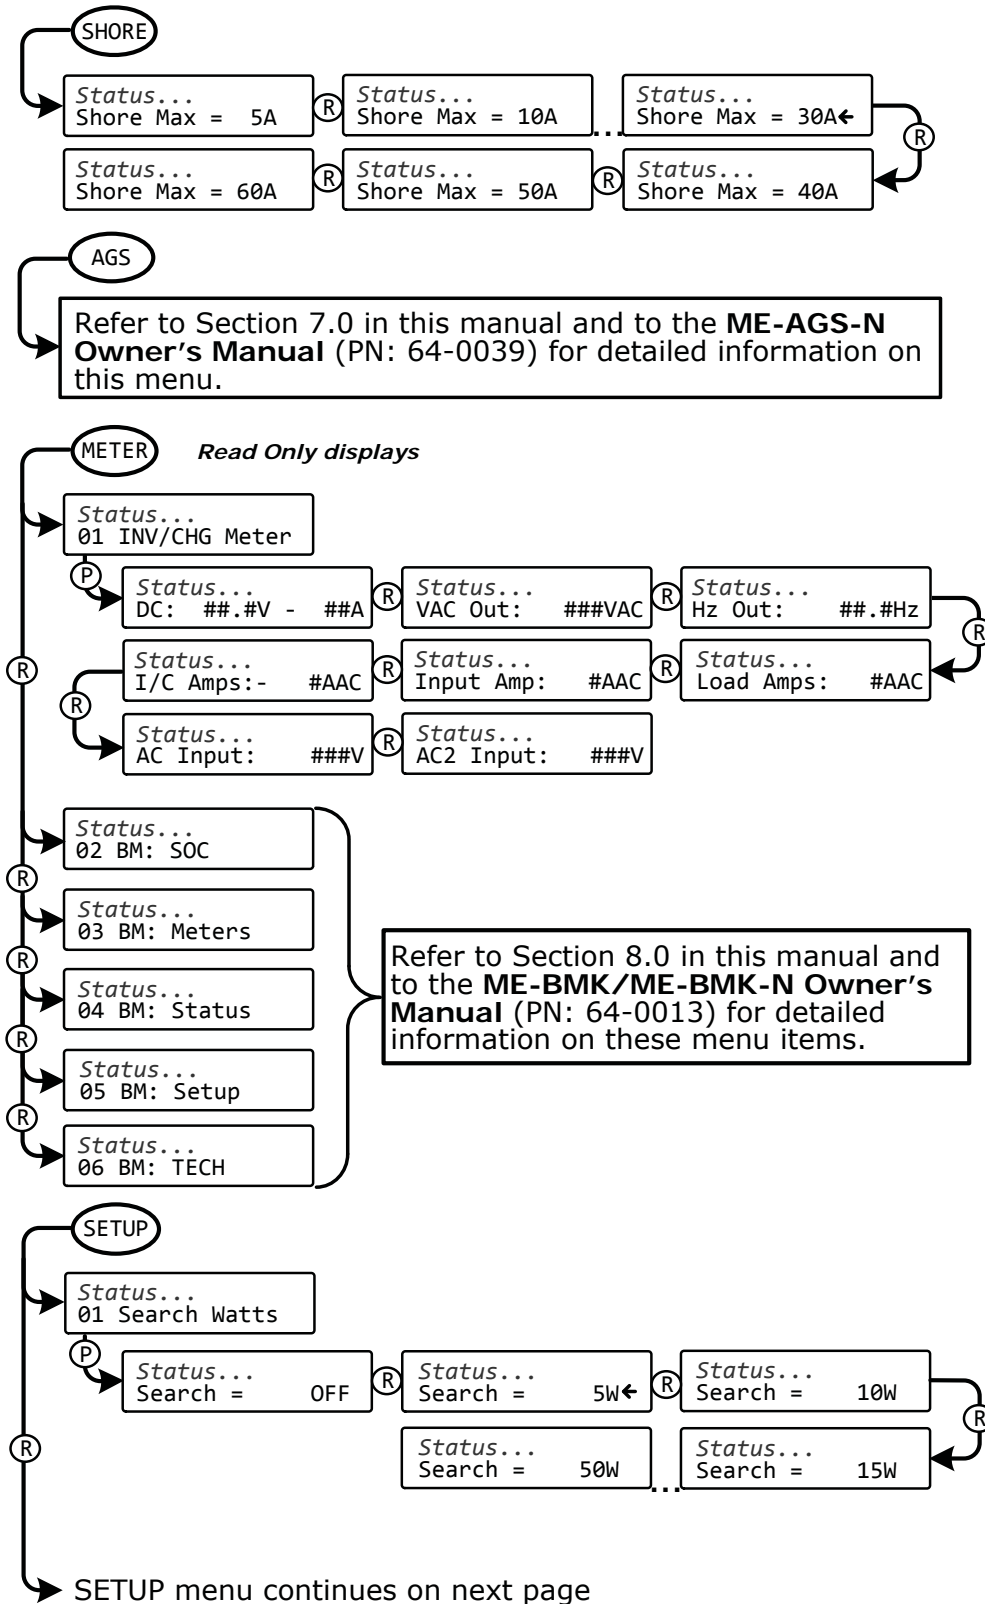 SHORE
Status... Status... Status...
Shore Max = 5A R Shore Max = 10A ... Shore Max = 30A←
R
Status... Status... Status...
Shore Max = 60A R Shore Max = 50A R Shore Max = 40A
AGS
Refer to Section 7.0 in this manual and to the ME-AGS-N
Owner's Manual (PN: 64-0039) for detailed information on
this menu.
METER Read Only displays
Status...
01 INV/CHG Meter
P
Status... Status... Status...
DC: ##.#V - ##A R VAC Out: ###VAC R Hz Out: ##.#Hz
R
R
Status... Status... Status...
I/C Amps:- #AAC R Input Amp: #AAC R Load Amps: #AAC
R
Status... Status...
AC Input: ###V R AC2 Input: ###V
Status...
02 BM: SOC
R
Status...
03 BM: Meters
R
Status...
04 BM: Status
R
Status...
05 BM: Setup
R
Status...
06 BM: TECH
Refer to Section 8.0 in this manual and
to the ME-BMK/ME-BMK-N Owner's
Manual (PN: 64-0013) for detailed
information on these menu items.
SETUP
Status...
01 Search Watts
P
Status... Status... Status...
Search = OFF R Search = 5W← R Search = 10W
R
R
Status... Status...
Search = 50W ... Search = 15W
SETUP menu continues on next page